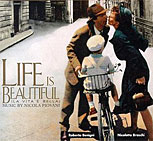 LIFE IS
BEAUTIFUL
(LA VITA È BELLA)
MUSIC BY NICOLA PIOVANI
Roberto Benigni
Nicoletta Braschi